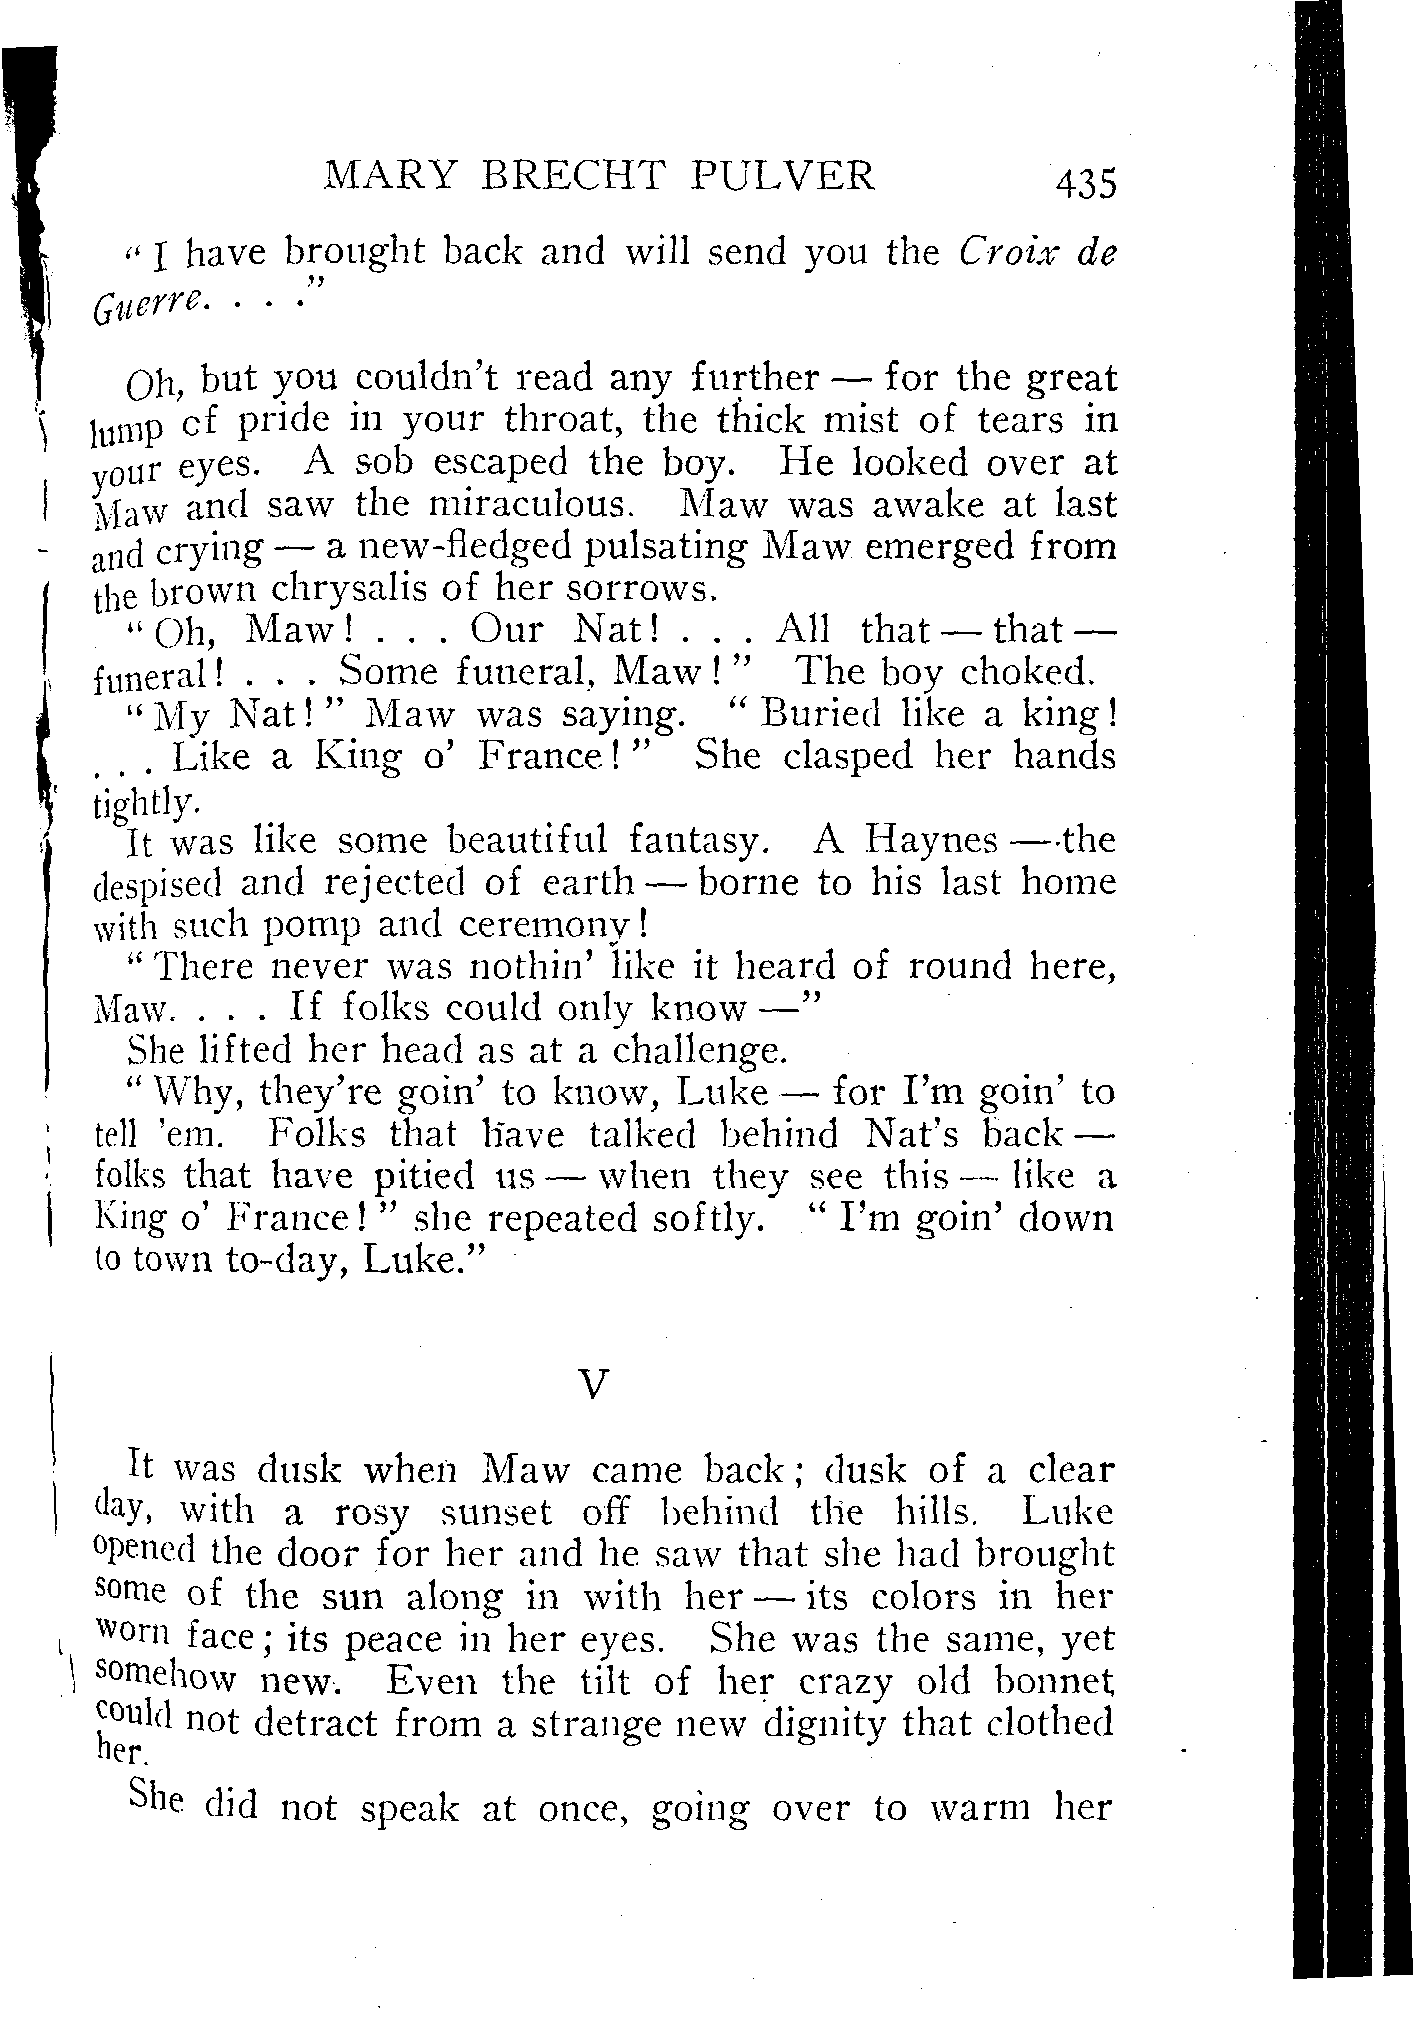 MARY BRECHT PULVER 435
“ I have brought back and will send you the Croix de
Guerre. . . .”
Oh, but you couldn’t read any further — for the great
lump of pride in your throat, the thick mist of tears in
your eyes. A sob escaped the boy. He looked over at
Maw and saw the miraculous. Maw was awake at last
and crying — a new-fledged pulsating Maw emerged from
the brown chrysalis of her sorrows.
“ Oh, Maw! . . . Our Nat! . . . All that — that —
funeral! . . . Some funeral, Maw! ” The boy choked.
“ My Nat! ” Maw was saying. “ Buried like a king!
. . . Like a King o’ France! ” She clasped her hands
tightly.
It was like some beautiful fantasy. A Haynes — the
despised and rejected of earth — borne to his last home
with such pomp and ceremony!
“ There never was nothin’ like it heard of round here,
Maw. . . . If folks could only know —”
She lifted her head as at a challenge.
“ Why, they’re goin’ to know, Luke — for I’m goin’ to
tell ’em. Folks that have talked behind Nat’s back —
folks that have pitied us — when they see this — like a
King o’ France! ” she repeated softly. “ I’m goin’ down
to town to-day, Luke.”
V
It was dusk when Maw came back; dusk of a clear
day, with a rosy sunset off behind the hills. Luke
opened the door for her and he saw that she had brought
some of the sun along in with her — its colors in her
worn face; its peace in her eyes. She was the same, yet
somehow new. Even the tilt of her crazy old bonnet
could not detract from a strange new dignity that clothed
her.
She did not speak at once, going over to warm her